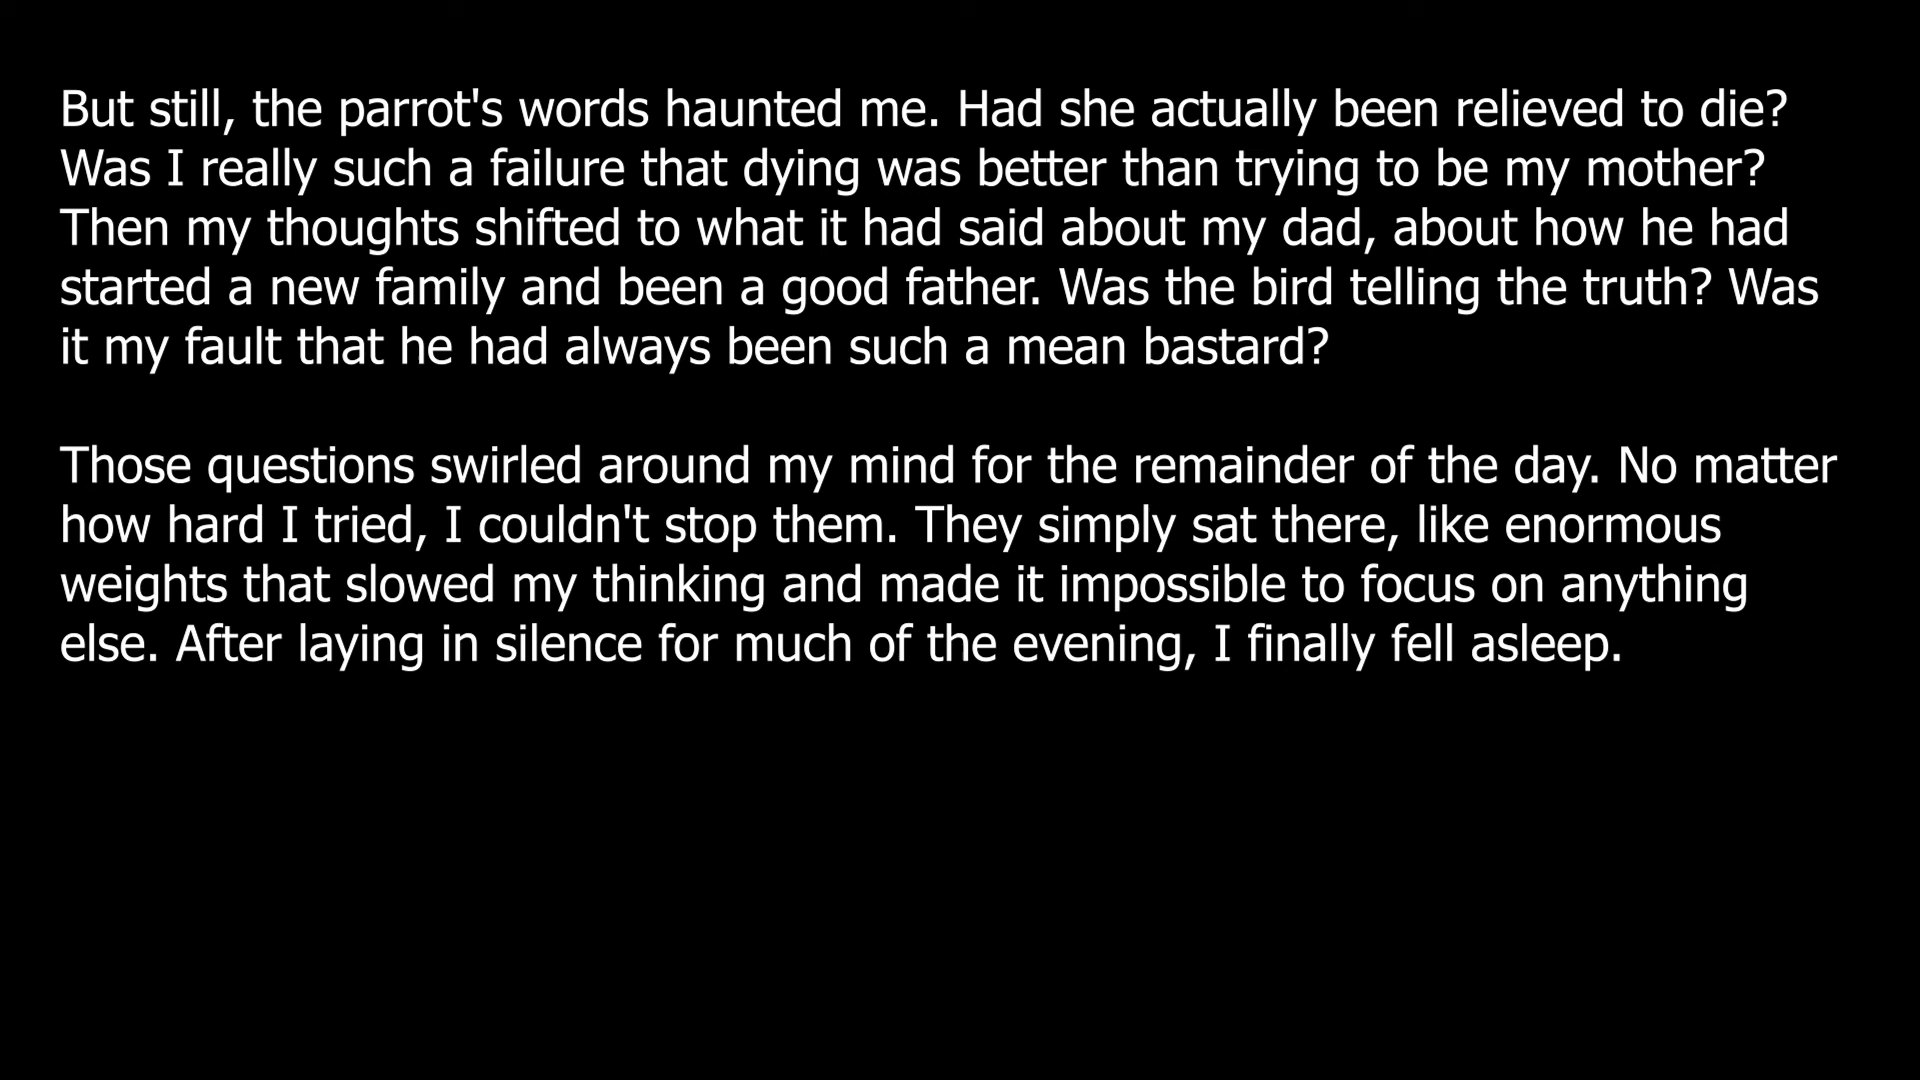 But still, the parrot's words haunted me. Had she actually been relieved to die?
Was I really such a failure that dying was better than trying to be my mother?
Then my thoughts shifted to what it had said about my dad, about how he had
started a new family and been a good father. Was the bird telling the truth? Was
it my fault that he had always been such a mean bastard?
Those questions swirled around my mind for the remainder of the day. No matter
how hard I tried, I couldn't stop them. They simply sat there, like enormous
weights that slowed my thinking and made it impossible to focus on anything
else. After laying in silence for much of the evening, I finally fell asleep.